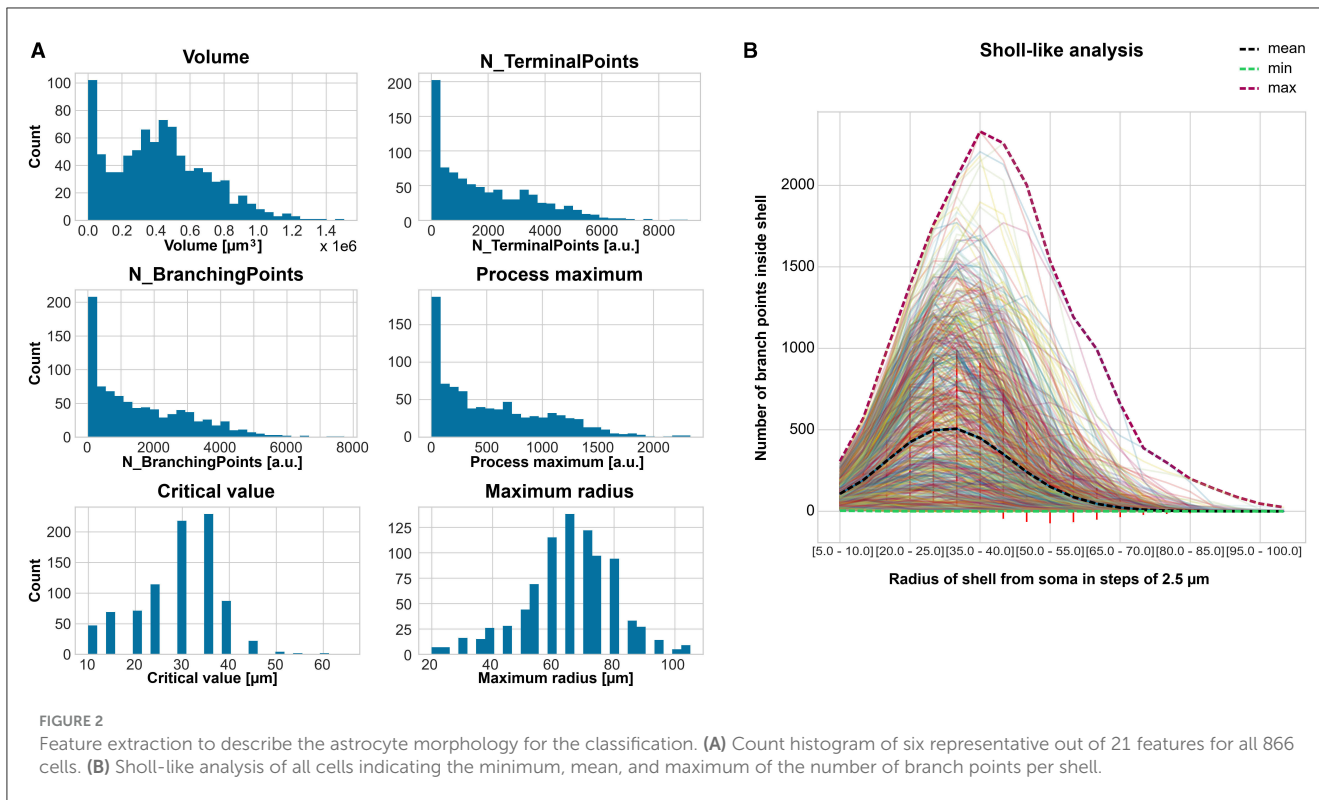 A
Volume
Count
100
80
60
40
20
0
0.0 0.2 0.4 0.6 0.8 1.0 1.2 1.4
Volume [µm³] x 1e6
N_TerminalPoints
200
150
100
50
0
0 2000 4000 6000 8000
N_TerminalPoints [a.u.]
N_BranchingPoints
Count
200
150
100
50
0
0 2000 4000 6000 8000
N_BranchingPoints [a.u.]
Process maximum
150
100
50
0
0 500 1000 1500 2000
Process maximum [a.u.]
Critical value
Count
200
150
100
50
0
10 20 30 40 50 60
Critical value [µm]
Maximum radius
125
100
75
50
25
0
20 40 60 80 100
Maximum radius [µm]
B
Sholl-like analysis
mean
min
max
Number of branch points inside shell
2000
1500
1000
500
0
[5.0 - 10.0] [20.0 - 25.0] [35.0 - 40.0] [50.0 - 55.0] [65.0 - 70.0] [80.0 - 85.0] [95.0 - 100.0]
Radius of shell from soma in steps of 2.5 µm
FIGURE 2
Feature extraction to describe the astrocyte morphology for the classification. (A) Count histogram of six representative out of 21 features for all 866
cells. (B) Sholl-like analysis of all cells indicating the minimum, mean, and maximum of the number of branch points per shell.